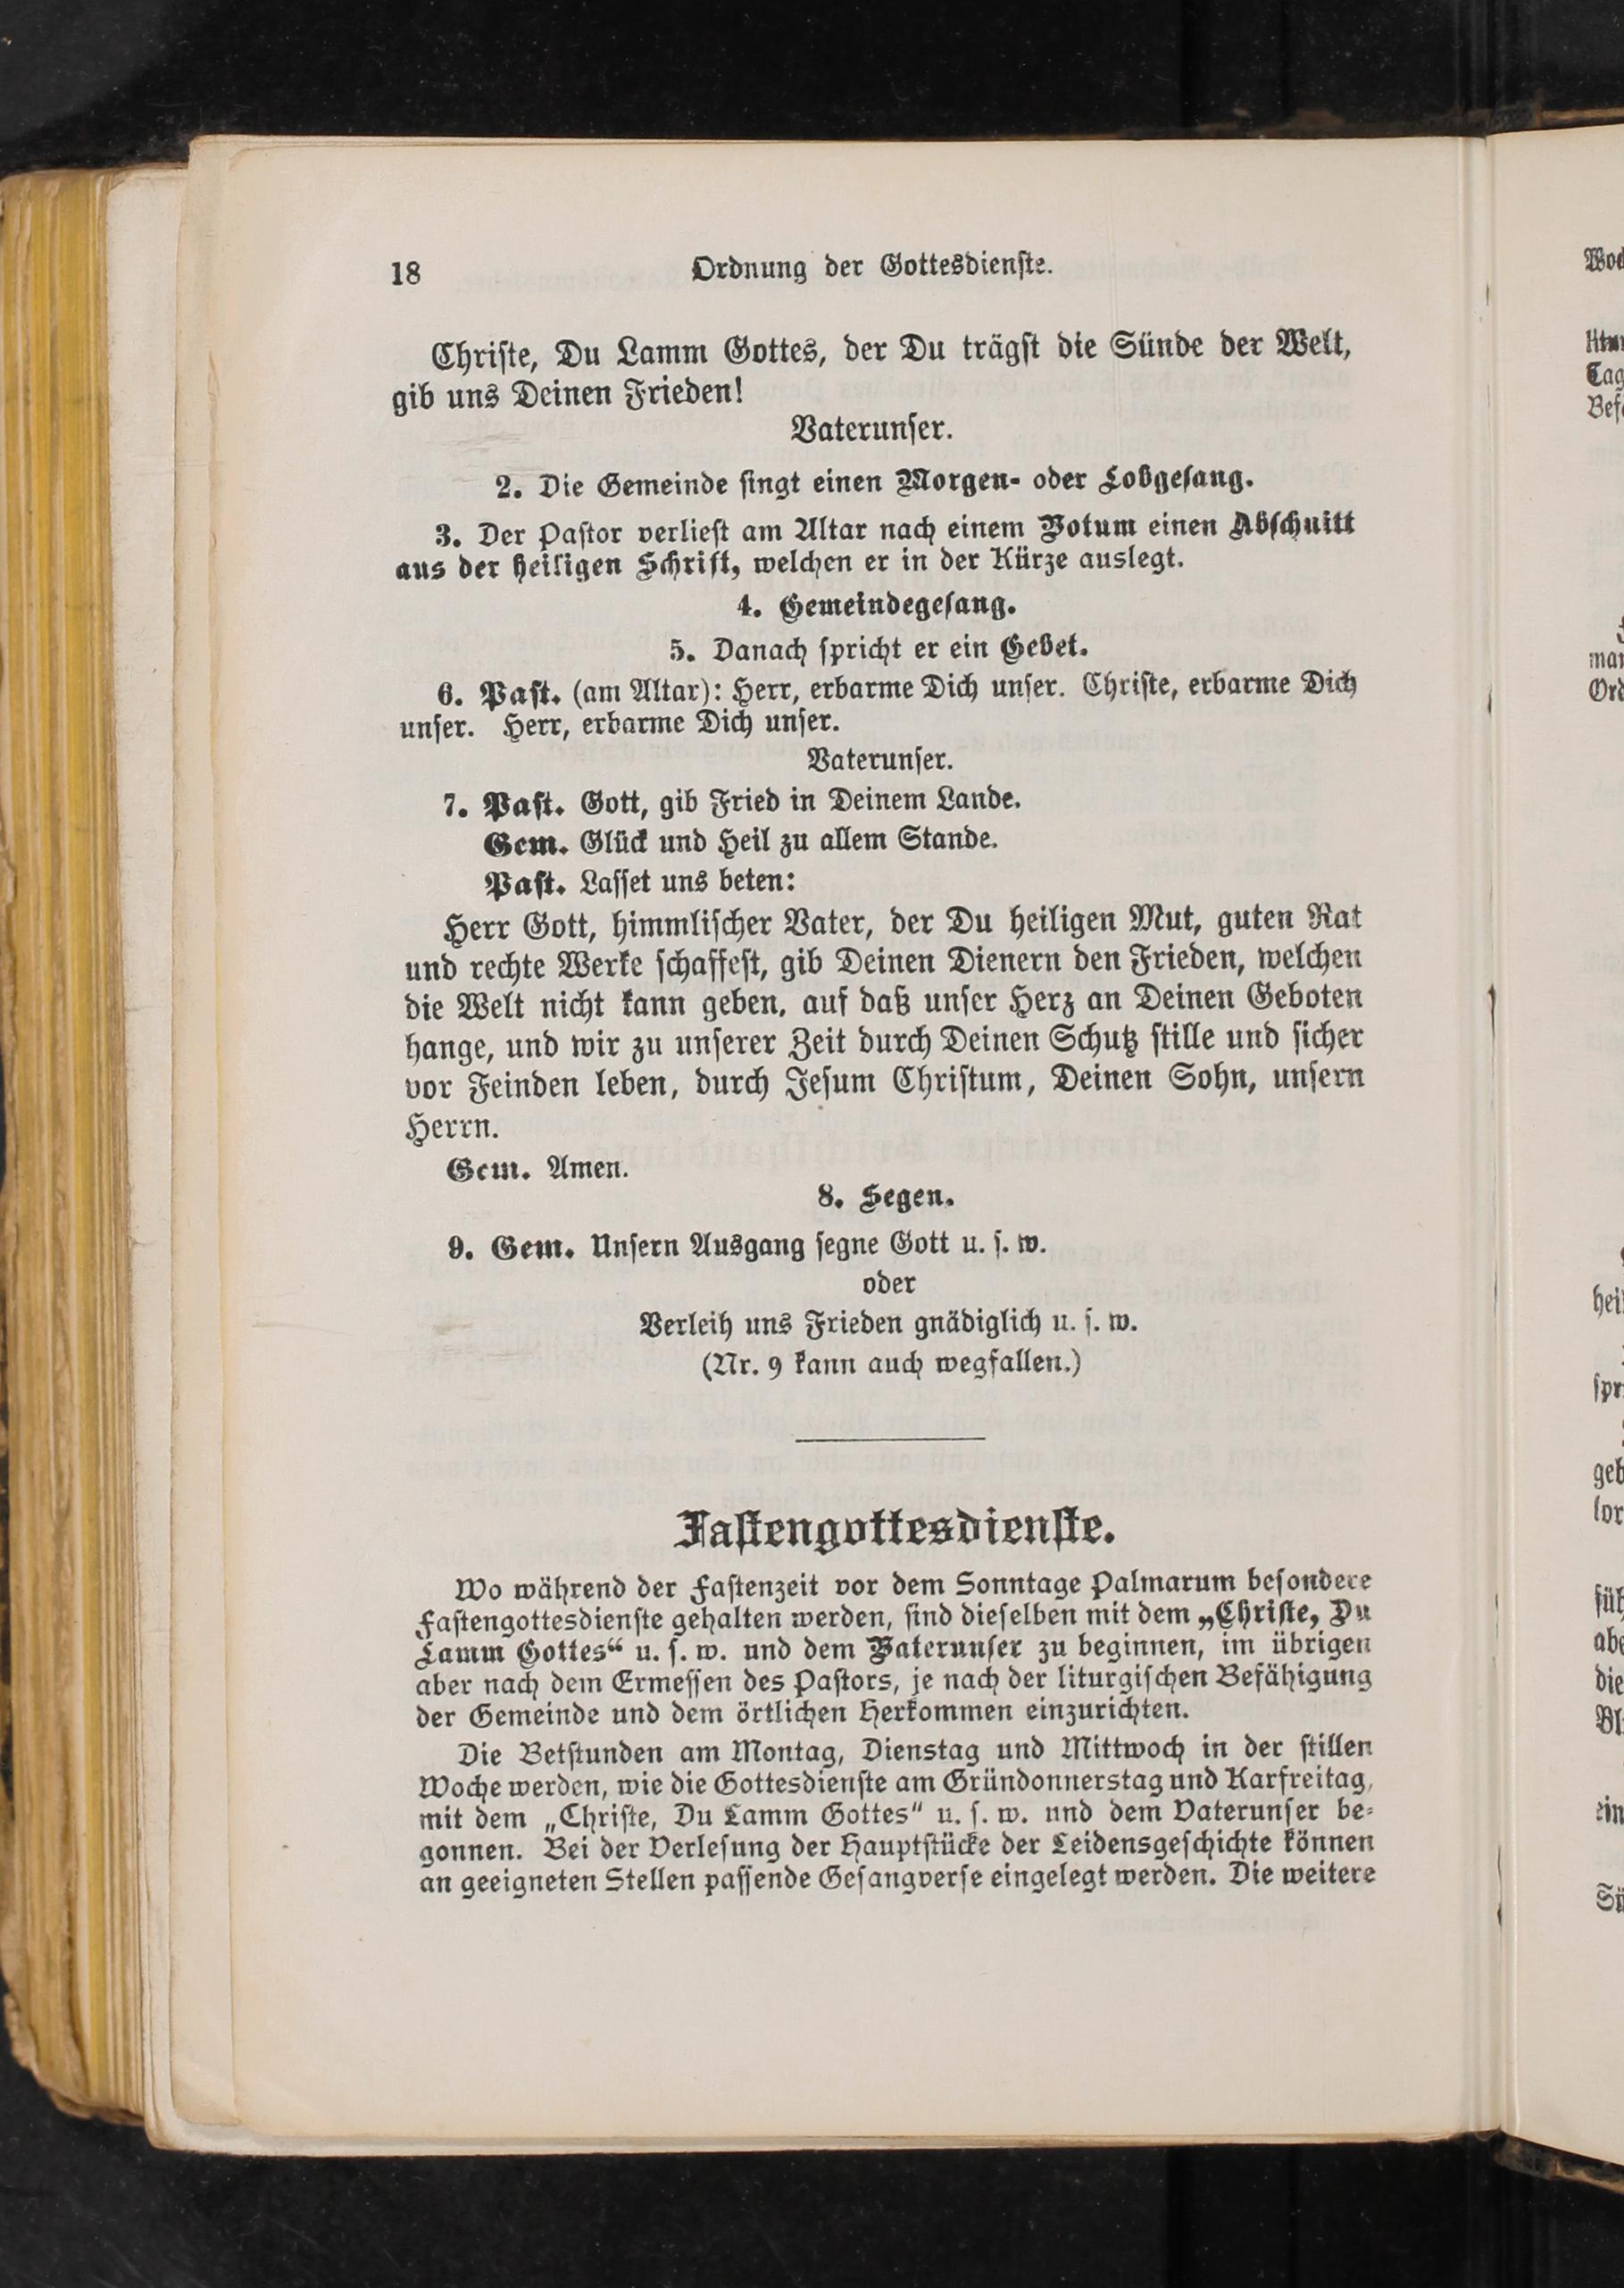 18 Ordnung der Gottesdienste.
Christe, Du Lamm Gottes, der Du trägst die Sünde der Welt,
gib uns Deinen Frieden!
Vaterunser.
2. Die Gemeinde singt einen Morgen- oder Lobgesang.
3. Der Pastor verliest am Altar nach einem Votum einen Abschnitt
aus der heiligen Schrift, welchen er in der Kürze auslegt.
4. Gemeindegesang.
5. Danach spricht er ein Gebet.
6. Past. (am Altar): Herr, erbarme Dich unser. Christe, erbarme Dich
unser. Herr, erbarme Dich unser.
Vaterunser.
7. Past. Gott, gib Fried in Deinem Lande.
Gem. Glück und Heil zu allem Stande.
Past. Lasset uns beten:
Herr Gott, himmlischer Vater, der Du heiligen Mut, guten Rat
und rechte Werke schaffest, gib Deinen Dienern den Frieden, welchen
die Welt nicht kann geben, auf daß unser Herz an Deinen Geboten
hange, und wir zu unserer Zeit durch Deinen Schutz stille und sicher
vor Feinden leben, durch Jesum Christum, Deinen Sohn, unsern
Herrn.
Gem. Amen.
8. Segen.
9. Gem. Unsern Ausgang segne Gott u. s. w.
oder
Verleih uns Frieden gnädiglich u. s. w.
(Nr. 9 kann auch wegfallen.)
Fastengottesdienste.
Wo während der Fastenzeit vor dem Sonntage Palmarum besondere
Fastengottesdienste gehalten werden, sind dieselben mit dem „Christe, Du
Lamm Gottes“ u. s. w. und dem Vaterunser zu beginnen, im übrigen
aber nach dem Ermessen des Pastors, je nach der liturgischen Befähigung
der Gemeinde und dem örtlichen Herkommen einzurichten.
Die Betstunden am Montag, Dienstag und Mittwoch in der stillen
Woche werden, wie die Gottesdienste am Gründonnerstag und Karfreitag,
mit dem „Christe, Du Lamm Gottes“ u. s. w. und dem Vaterunser be-
gonnen. Bei der Verlesung der Hauptstücke der Leidensgeschichte können
an geeigneten Stellen passende Gesangverse eingelegt werden. Die weitere